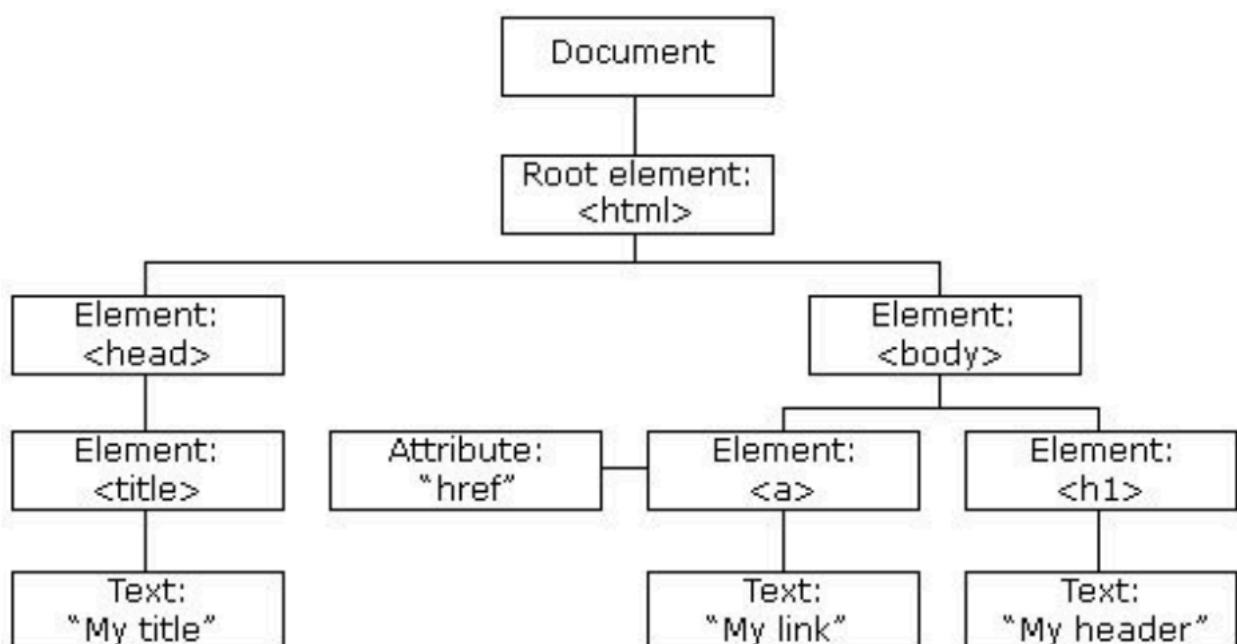 Document
Root element:
<html>
Element:
<head>
Element:
<body>
Element:
<title>
Attribute:
“href”
Element:
<a>
Element:
<h1>
Text:
“My title”
Text:
“My link”
Text:
“My header”